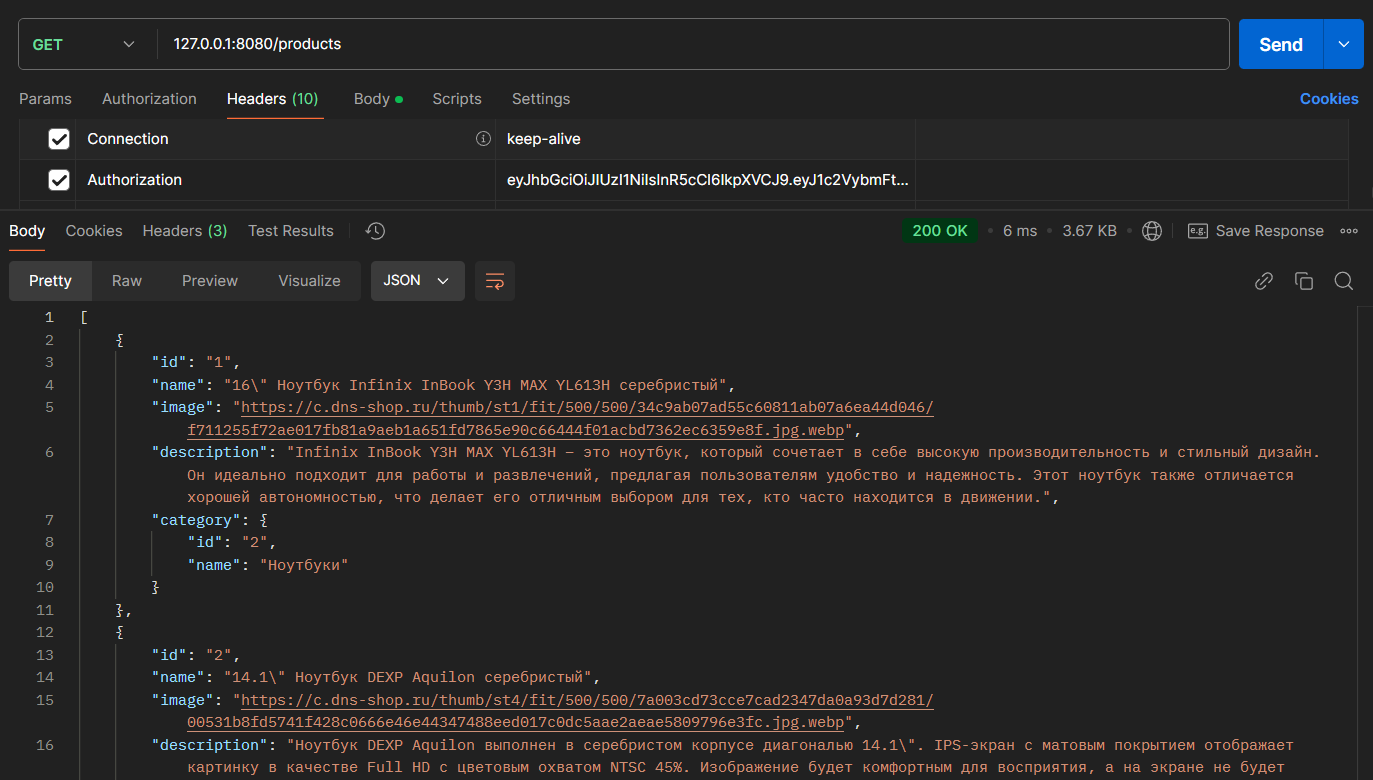 GET 127.0.0.1:8080/products Send
Params Authorization Headers (10) Body Scripts Settings Cookies
Connection keep-alive
Authorization eyJhbGciOiJIUzI1NiIsInR5cCI6IkpXVCJ9.eyJ1c2VybmFt...
Body Cookies Headers (3) Test Results 200 OK 6 ms 3.67 KB e.g. Save Response
Pretty Raw Preview Visualize JSON
1 [
2 {
3 "id": "1",
4 "name": "16\" Ноутбук Infinix InBook Y3H MAX YL613H серебристый",
5 "image": "https://c.dns-shop.ru/thumb/st1/fit/500/500/34c9ab07ad55c60811ab07a6ea44d046/
f711255f72ae017fb81a9aeb1a651fd7865e90c66444f01acbd7362ec6359e8f.jpg.webp",
6 "description": "Infinix InBook Y3H MAX YL613H – это ноутбук, который сочетает в себе высокую производительность и стильный дизайн.
Он идеально подходит для работы и развлечений, предлагая пользователям удобство и надежность. Этот ноутбук также отличается
хорошей автономностью, что делает его отличным выбором для тех, кто часто находится в движении.",
7 "category": {
8 "id": "2",
9 "name": "Ноутбуки"
10 }
11 },
12 {
13 "id": "2",
14 "name": "14.1\" Ноутбук DEXP Aquilon серебристый",
15 "image": "https://c.dns-shop.ru/thumb/st4/fit/500/500/7a003cd73cce7cad2347da0a93d7d281/
00531b8fd5741f428c0666e46e44347488eed017c0dc5aae2aeae5809796e3fc.jpg.webp",
16 "description": "Ноутбук DEXP Aquilon выполнен в серебристом корпусе диагональю 14.1\". IPS-экран с матовым покрытием отображает
картинку в качестве Full HD с цветовым охватом NTSC 45%. Изображение будет комфортным для восприятия, а на экране не будет